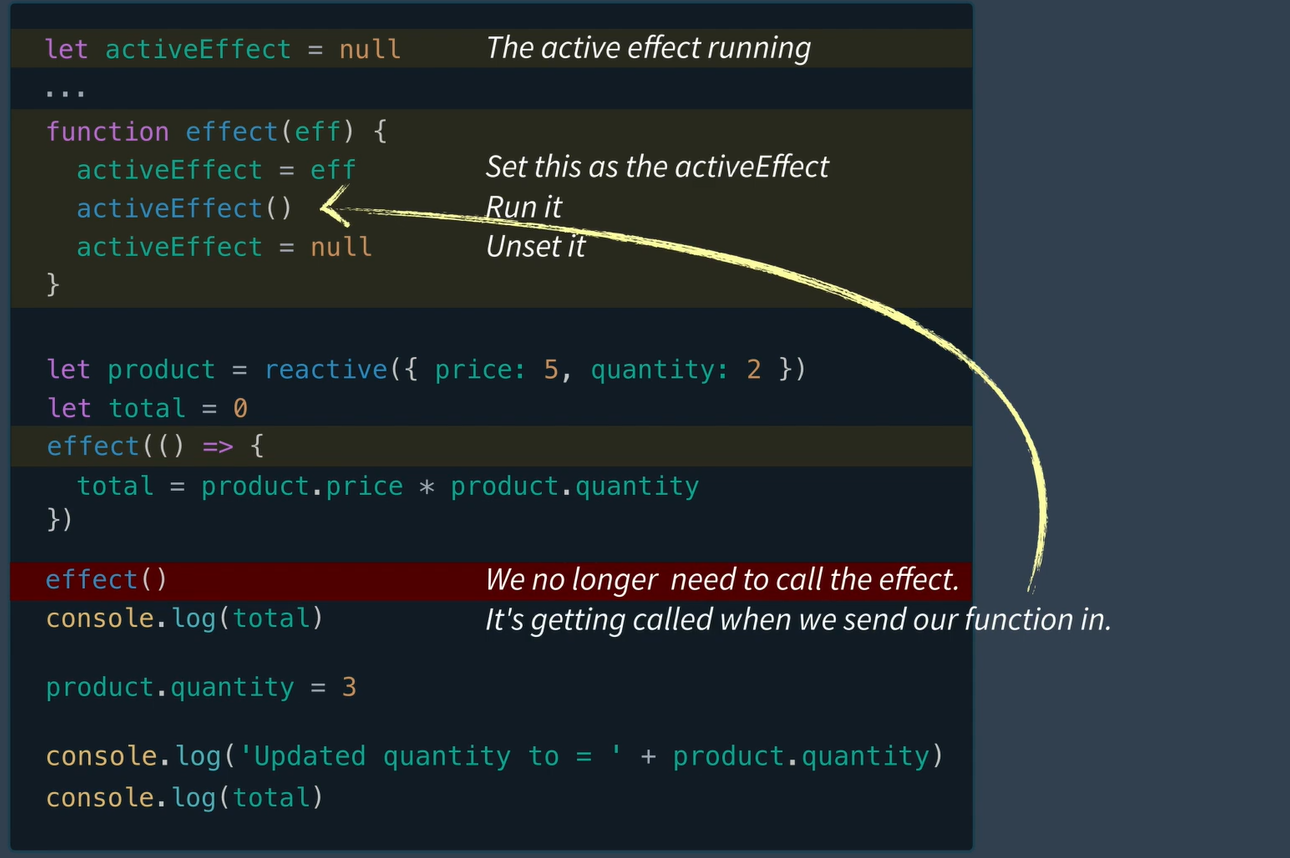 let activeEffect = null    The active effect running
...
function effect(eff) {
  activeEffect = eff    Set this as the activeEffect
  activeEffect()    Run it
  activeEffect = null    Unset it
}
let product = reactive({ price: 5, quantity: 2 })
let total = 0
effect(() => {
  total = product.price * product.quantity
})
effect()    We no longer  need to call the effect.
console.log(total)    It's getting called when we send our function in.
product.quantity = 3
console.log('Updated quantity to = ' + product.quantity)
console.log(total)